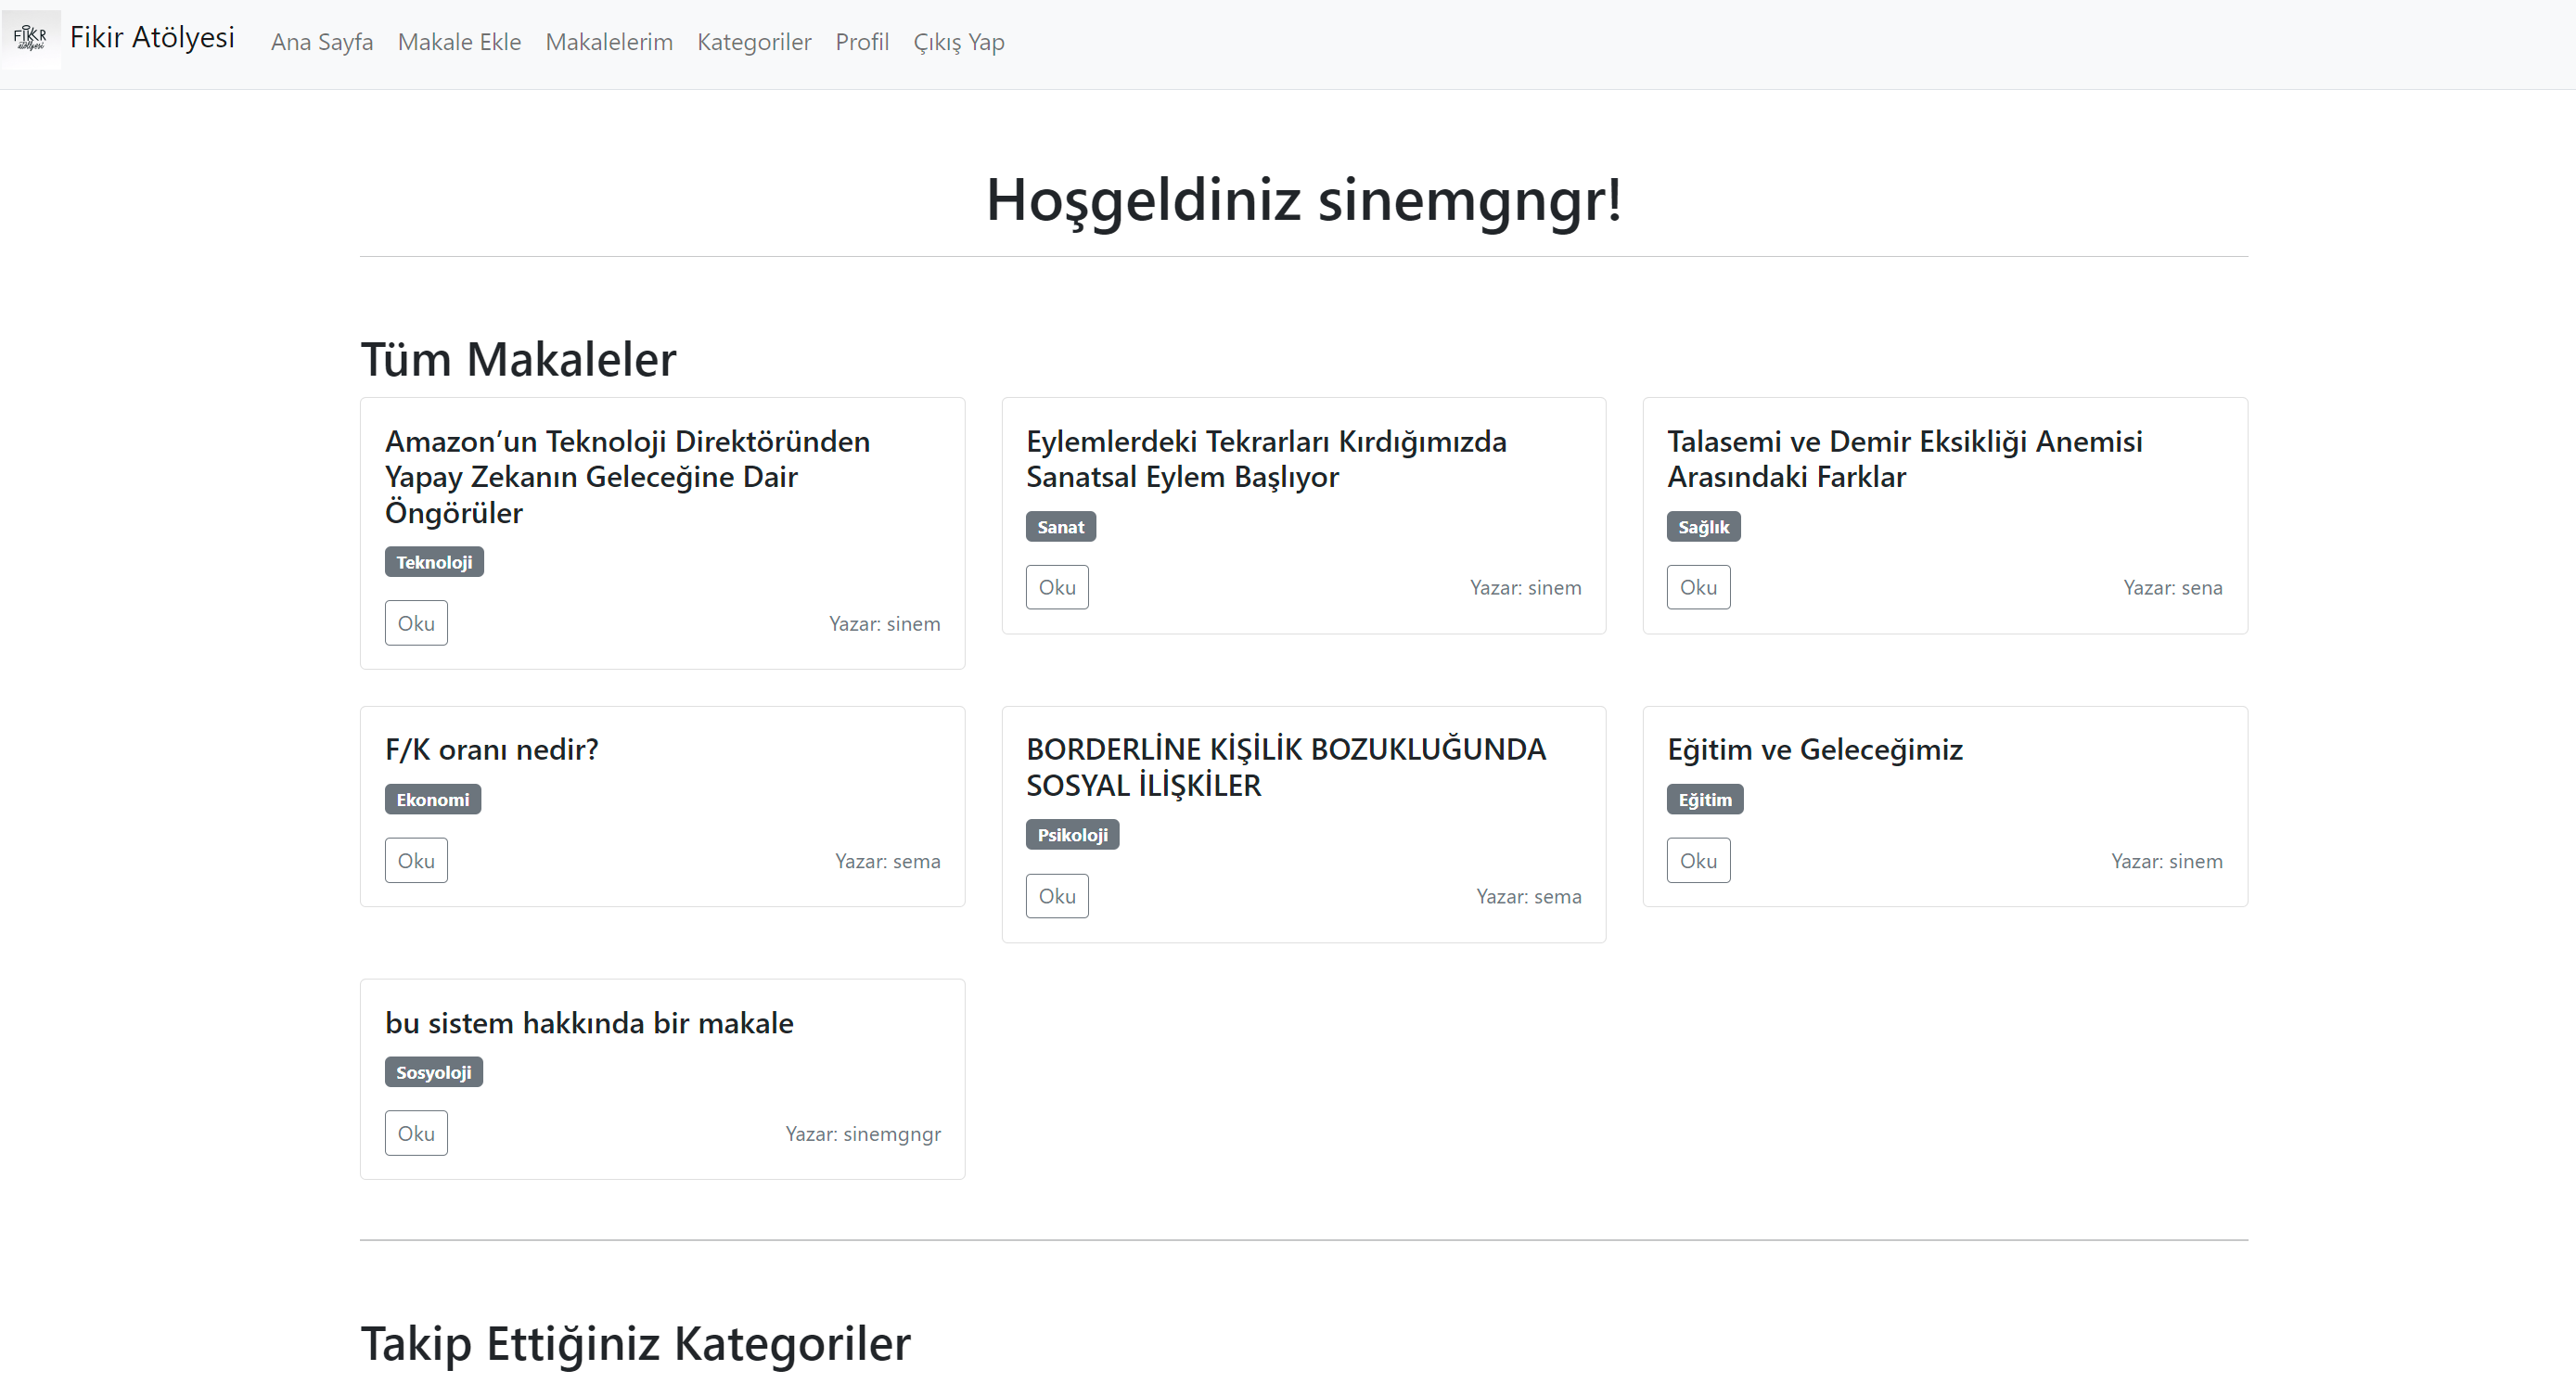 FIKIR
atölyesi
Fikir Atölyesi
Ana Sayfa
Makale Ekle
Makalelerim
Kategoriler
Profil
Çıkış Yap
Hoşgeldiniz sinemgngr!
Tüm Makaleler
Amazon’un Teknoloji Direktöründen
Yapay Zekanın Geleceğine Dair
Öngörüler
Teknoloji
Oku
Yazar: sinem
Eylemlerdeki Tekrarları Kırdığımızda
Sanatsal Eylem Başlıyor
Sanat
Oku
Yazar: sinem
Talasemi ve Demir Eksikliği Anemisi
Arasındaki Farklar
Sağlık
Oku
Yazar: sena
F/K oranı nedir?
Ekonomi
Oku
Yazar: sema
BORDERLİNE KİŞİLİK BOZUKLUĞUNDA
SOSYAL İLİŞKİLER
Psikoloji
Oku
Yazar: sema
Eğitim ve Geleceğimiz
Eğitim
Oku
Yazar: sinem
bu sistem hakkında bir makale
Sosyoloji
Oku
Yazar: sinemgngr
Takip Ettiğiniz Kategoriler